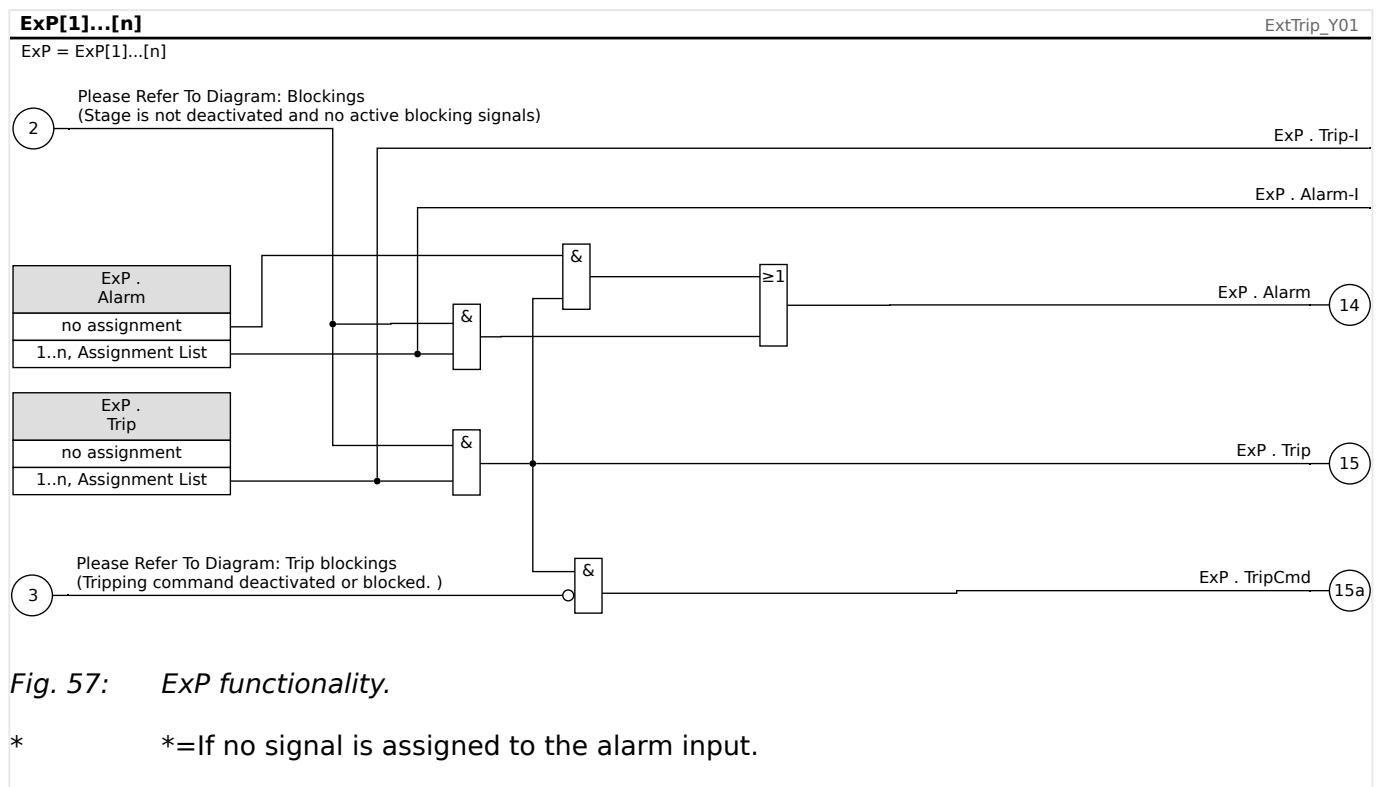 ExP[1]...[n]
ExtTrip_Y01
ExP = ExP[1]...[n]
Please Refer To Diagram: Blockings
(Stage is not deactivated and no active blocking signals)
2
ExP . Trip-I
ExP . Alarm-I
&
ExP .
Alarm
≥1
ExP . Alarm
14
no assignment
&
1..n, Assignment List
ExP .
Trip
no assignment
&
ExP . Trip
15
1..n, Assignment List
Please Refer To Diagram: Trip blockings
(Tripping command deactivated or blocked. )
3
&
ExP . TripCmd
15a
Fig. 57: ExP functionality.
* *=If no signal is assigned to the alarm input.